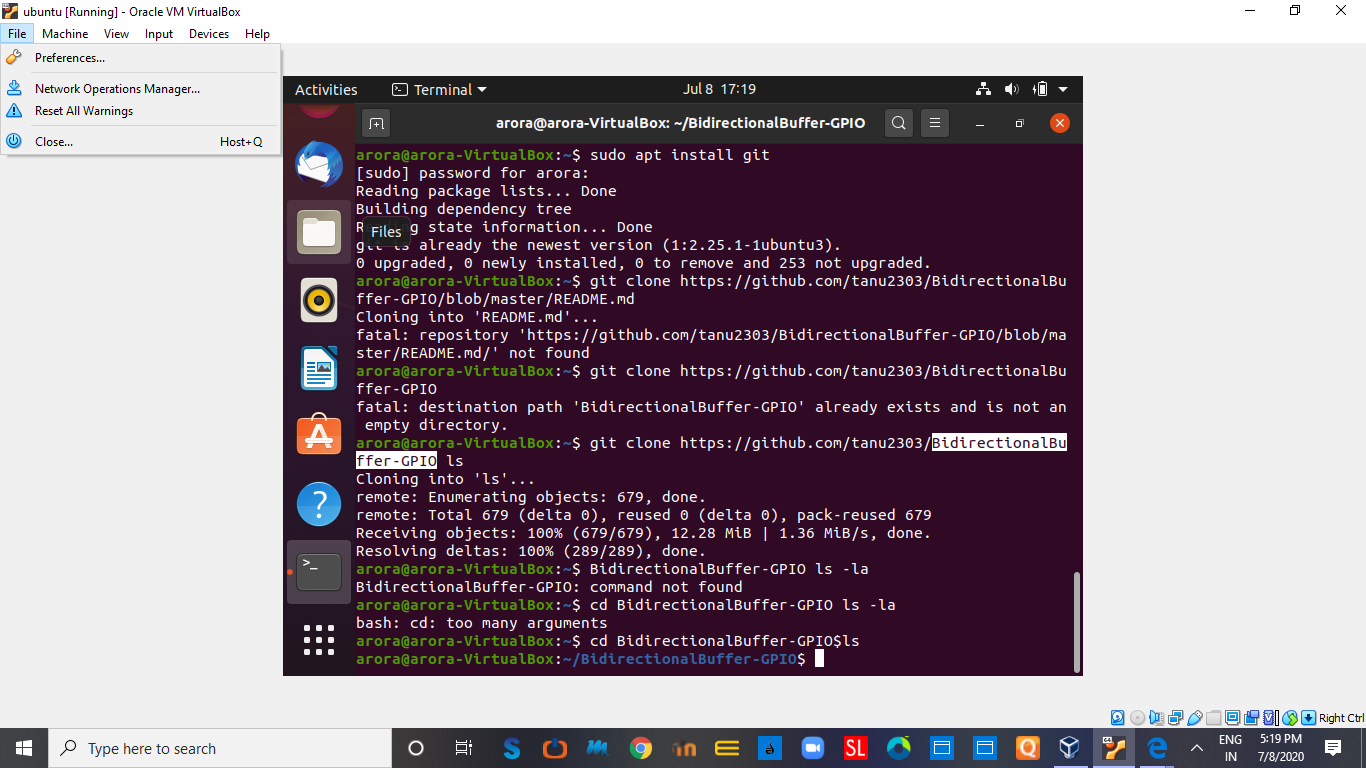 ubuntu [Running] - Oracle VM VirtualBox
File Machine View Input Devices Help
Preferences...
Network Operations Manager...
Reset All Warnings
Close... Host+Q
Activities Terminal Jul 8 17:19
arora@arora-VirtualBox: ~/BidirectionalBuffer-GPIO
arora@arora-VirtualBox:~$ sudo apt install git
[sudo] password for arora:
Reading package lists... Done
Building dependency tree
R g state information... Done
Files
git is already the newest version (1:2.25.1-1ubuntu3).
0 upgraded, 0 newly installed, 0 to remove and 253 not upgraded.
arora@arora-VirtualBox:~$ git clone https://github.com/tanu2303/BidirectionalBu
ffer-GPIO/blob/master/README.md
Cloning into 'README.md'...
fatal: repository 'https://github.com/tanu2303/BidirectionalBuffer-GPIO/blob/ma
ster/README.md/' not found
arora@arora-VirtualBox:~$ git clone https://github.com/tanu2303/BidirectionalBu
ffer-GPIO
fatal: destination path 'BidirectionalBuffer-GPIO' already exists and is not an
empty directory.
arora@arora-VirtualBox:~$ git clone https://github.com/tanu2303/BidirectionalBu
ffer-GPIO ls
Cloning into 'ls'...
remote: Enumerating objects: 679, done.
remote: Total 679 (delta 0), reused 0 (delta 0), pack-reused 679
Receiving objects: 100% (679/679), 12.28 MiB | 1.36 MiB/s, done.
Resolving deltas: 100% (289/289), done.
arora@arora-VirtualBox:~$ BidirectionalBuffer-GPIO ls -la
BidirectionalBuffer-GPIO: command not found
arora@arora-VirtualBox:~$ cd BidirectionalBuffer-GPIO ls -la
bash: cd: too many arguments
arora@arora-VirtualBox:~$ cd BidirectionalBuffer-GPIO$ls
arora@arora-VirtualBox:~/BidirectionalBuffer-GPIO$
Right Ctrl
Type here to search
SL
ENG
IN
5:19 PM
7/8/2020